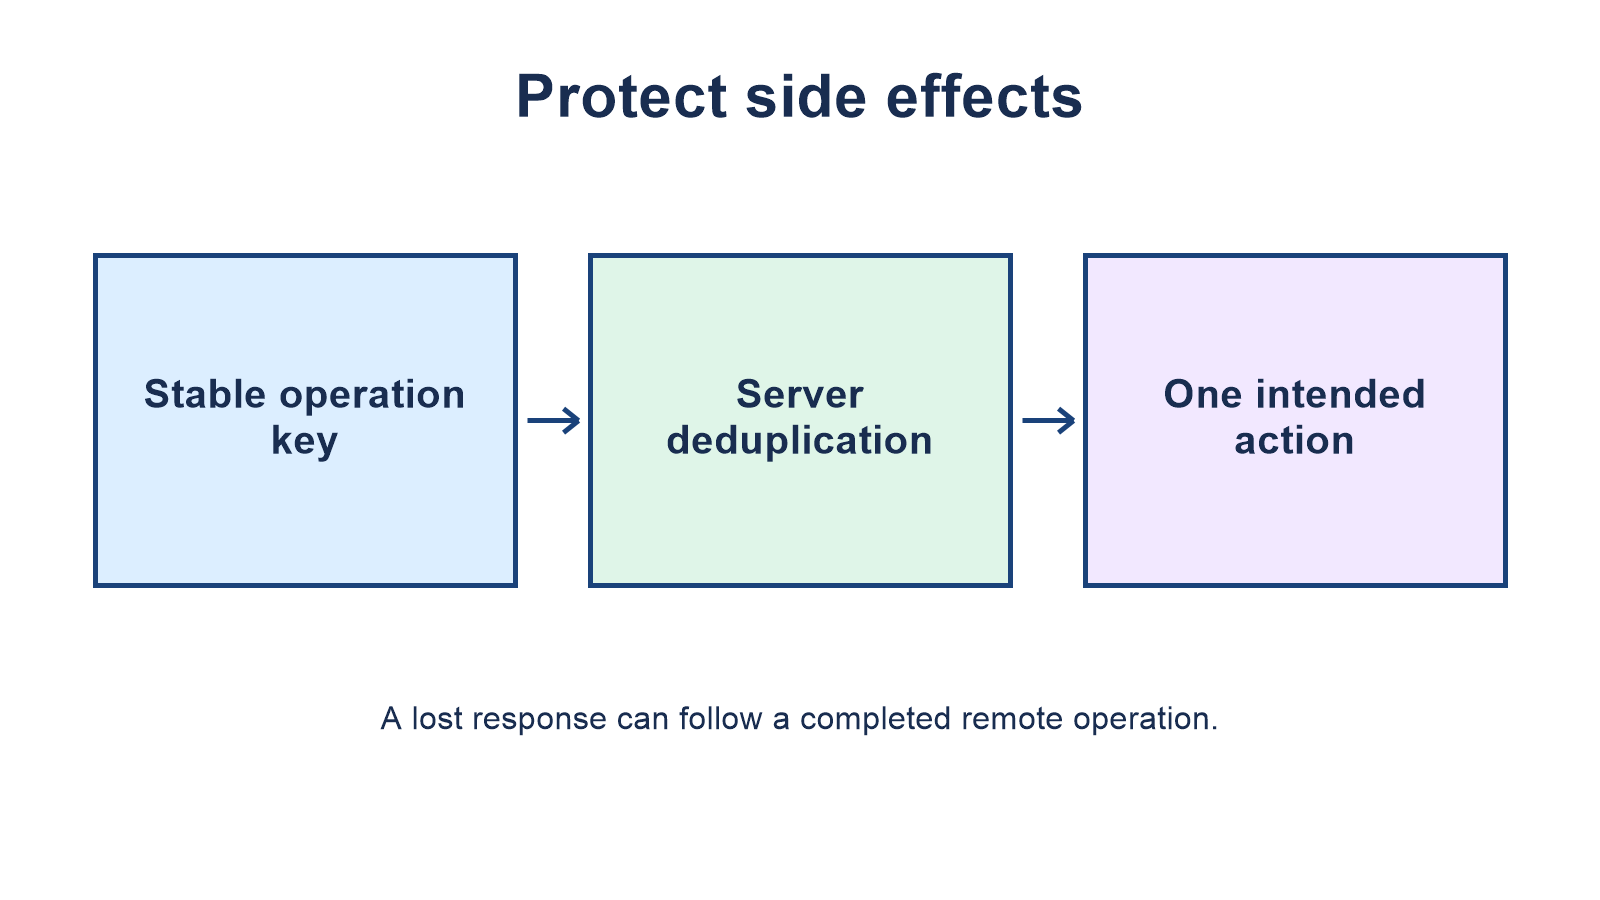 Protect side effects
Stable operation
key
Server
deduplication
One intended
action
A lost response can follow a completed remote operation.